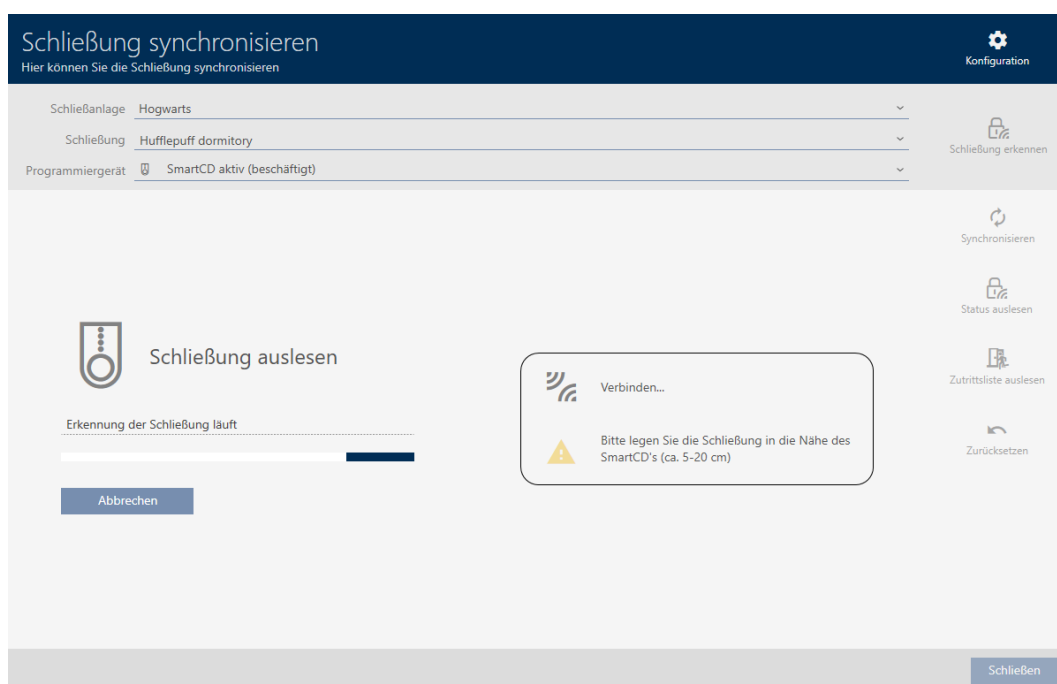 Schließung synchronisieren
Hier können Sie die Schließung synchronisieren
Konfiguration
Schließanlage Hogwarts
Schließung Hufflepuff dormitory
Programmiergerät SmartCD aktiv (beschäftigt)
Schließung erkennen
Synchronisieren
Status auslesen
Zutrittsliste auslesen
Zurücksetzen
Schließung auslesen
Erkennung der Schließung läuft
Abbrechen
Verbinden...
Bitte legen Sie die Schließung in die Nähe des
SmartCD's (ca. 5-20 cm)
Schließen